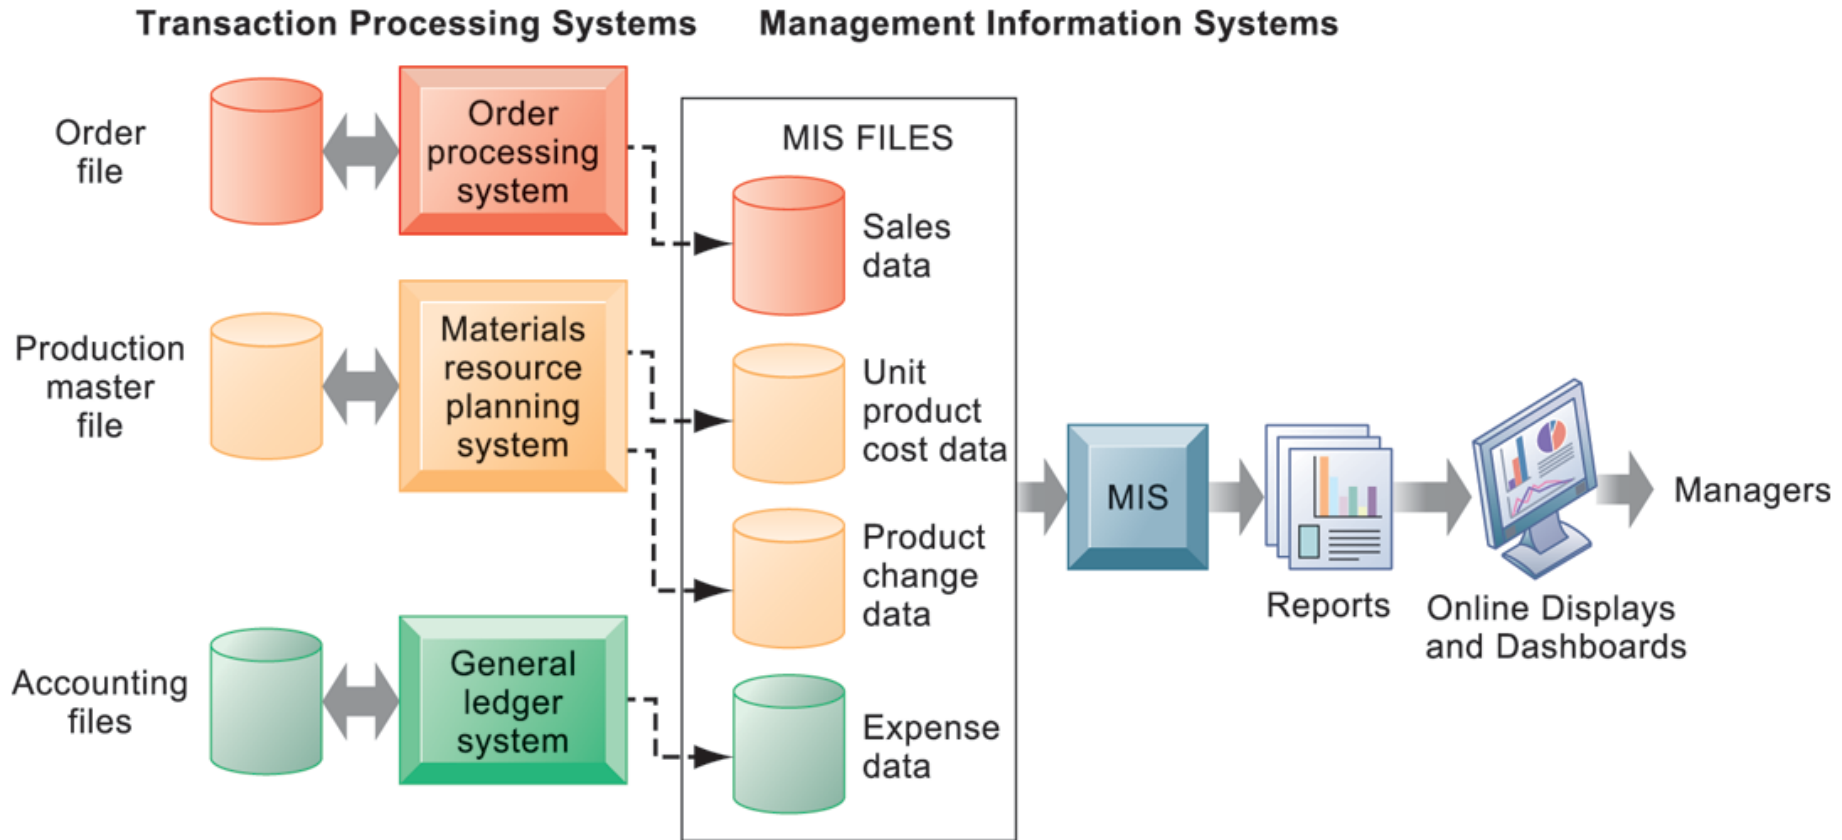 Transaction Processing Systems
Management Information Systems
Order
file
Order
processing
system
MIS FILES
Sales
data
Production
master
file
Materials
resource
planning
system
Unit
product
cost data
Product
change
data
MIS
Reports
Online Displays
and Dashboards
Managers
Accounting
files
General
ledger
system
Expense
data